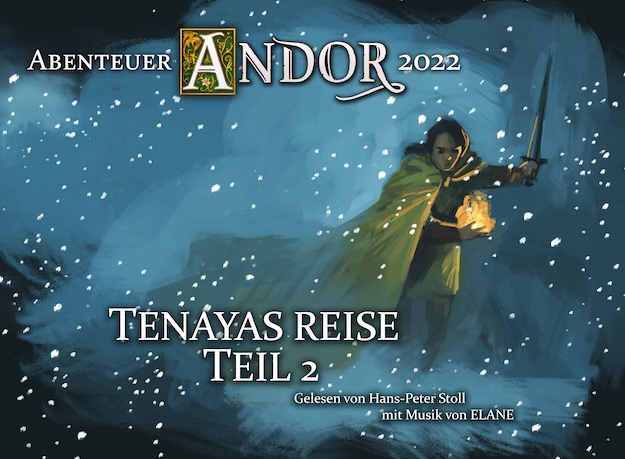 Abenteuer ANDOR 2022
Tenayas Reise
Teil 2
Gelesen von Hans-Peter Stoll
mit Musik von ELANE